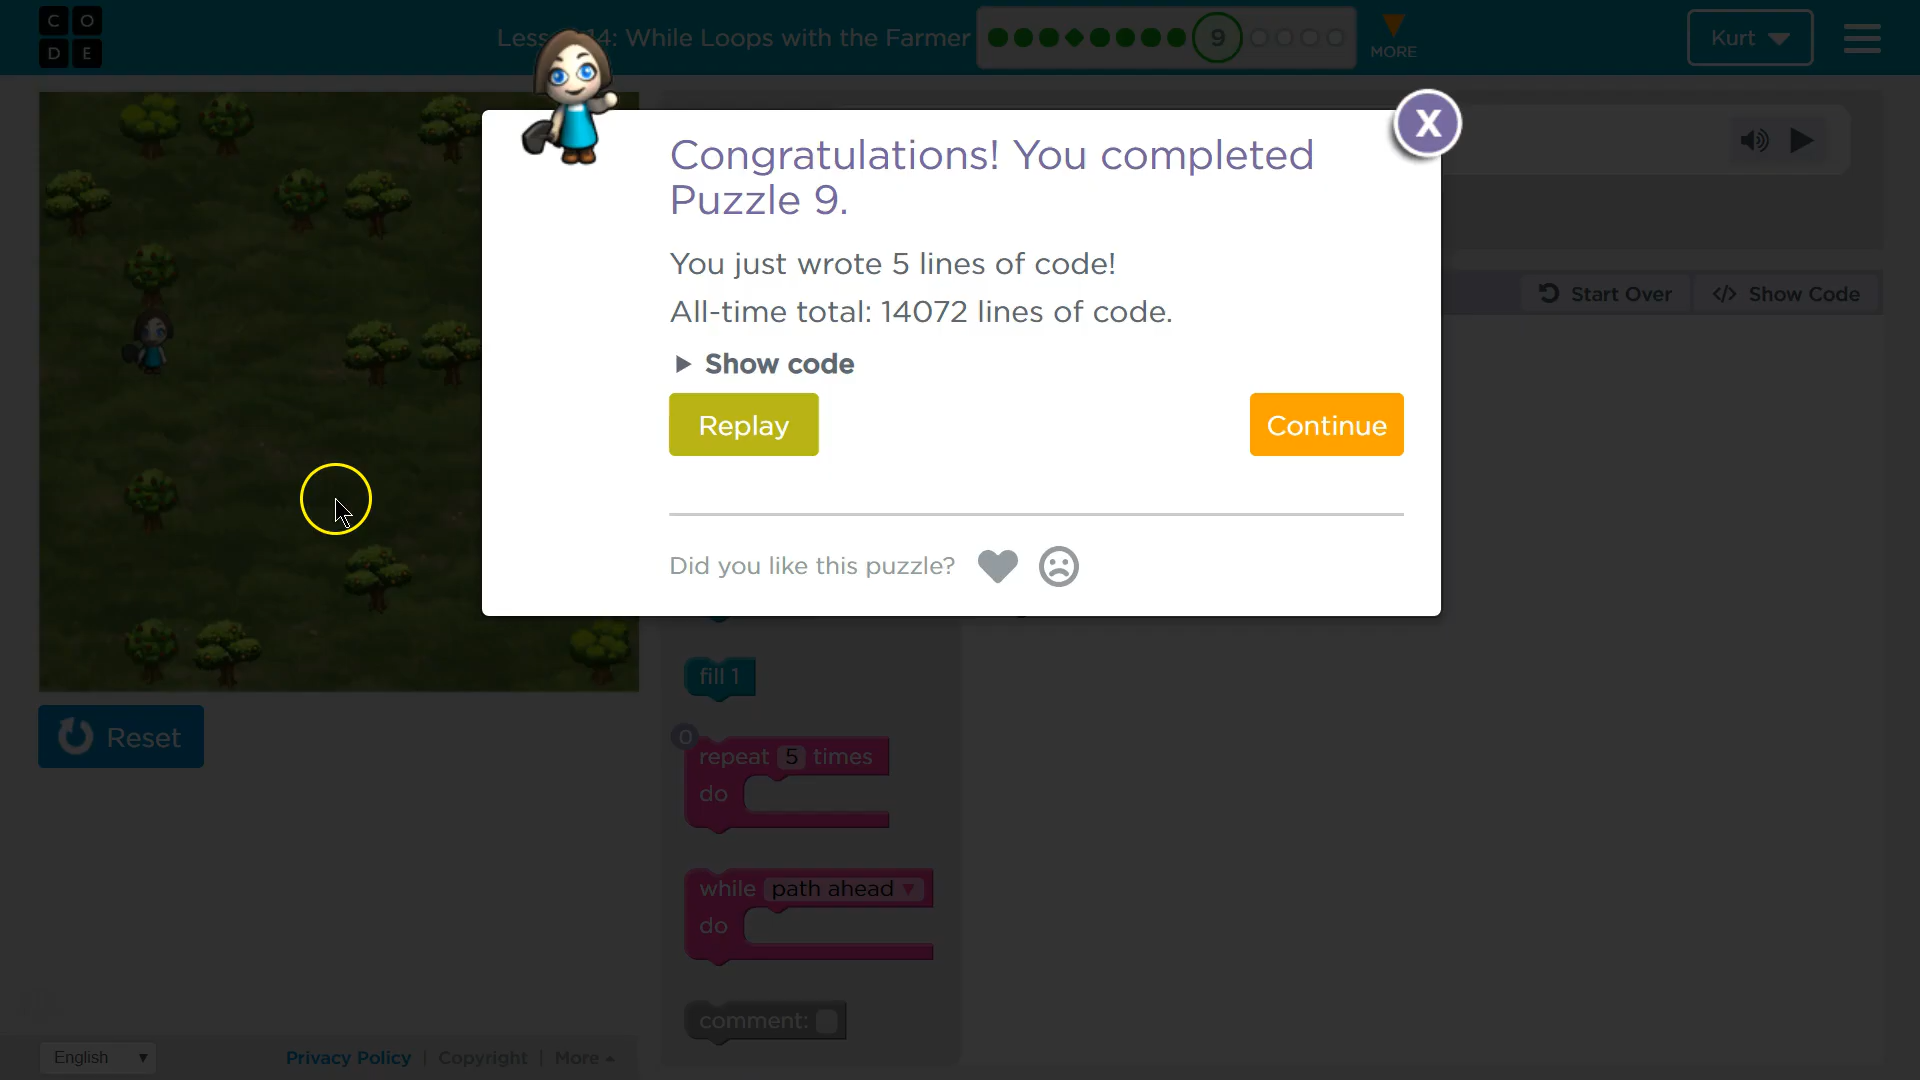 C O
D E
Lesson 14: While Loops with the Farmer
9
MORE
Kurt
X
Congratulations! You completed
Puzzle 9.
You just wrote 5 lines of code!
All-time total: 14072 lines of code.
Show code
Replay
Continue
Did you like this puzzle?
Start Over
</> Show Code
fill 1
0
repeat 5 times
do
while path ahead
do
comment:
Reset
English
Privacy Policy | Copyright | More